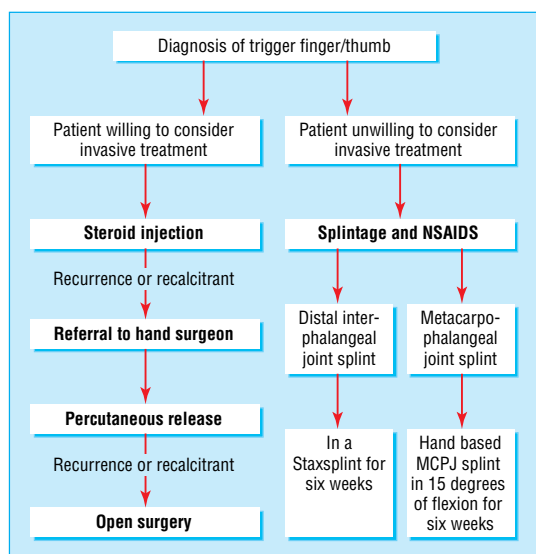 Diagnosis of trigger finger/thumb
Patient willing to consider
invasive treatment
Patient unwilling to consider
invasive treatment
Steroid injection
Splintage and NSAIDS
Recurrence or recalcitrant
Distal inter-
phalangeal
joint splint
Metacarpo-
phalangeal
joint splint
Referral to hand surgeon
Percutaneous release
In a
Staxsplint for
six weeks
Hand based
MCPJ splint
in 15 degrees
of flexion for
six weeks
Recurrence or recalcitrant
Open surgery